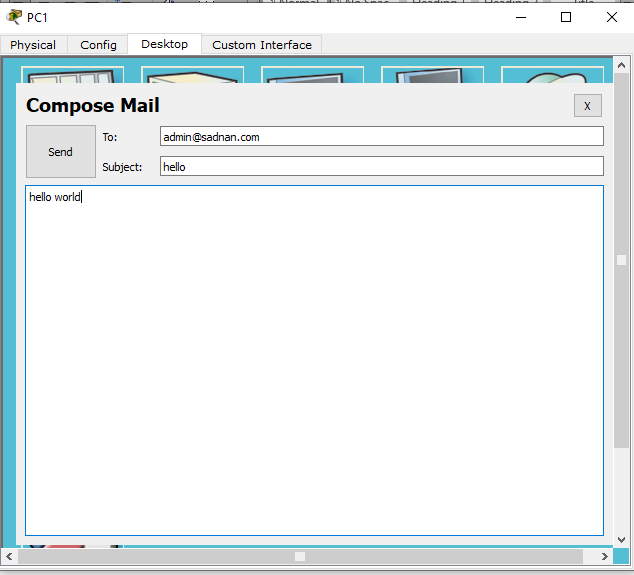 PC1
Physical Config Desktop Custom Interface
Compose Mail
X
Send
To: admin@sadnan.com
Subject: hello
hello world